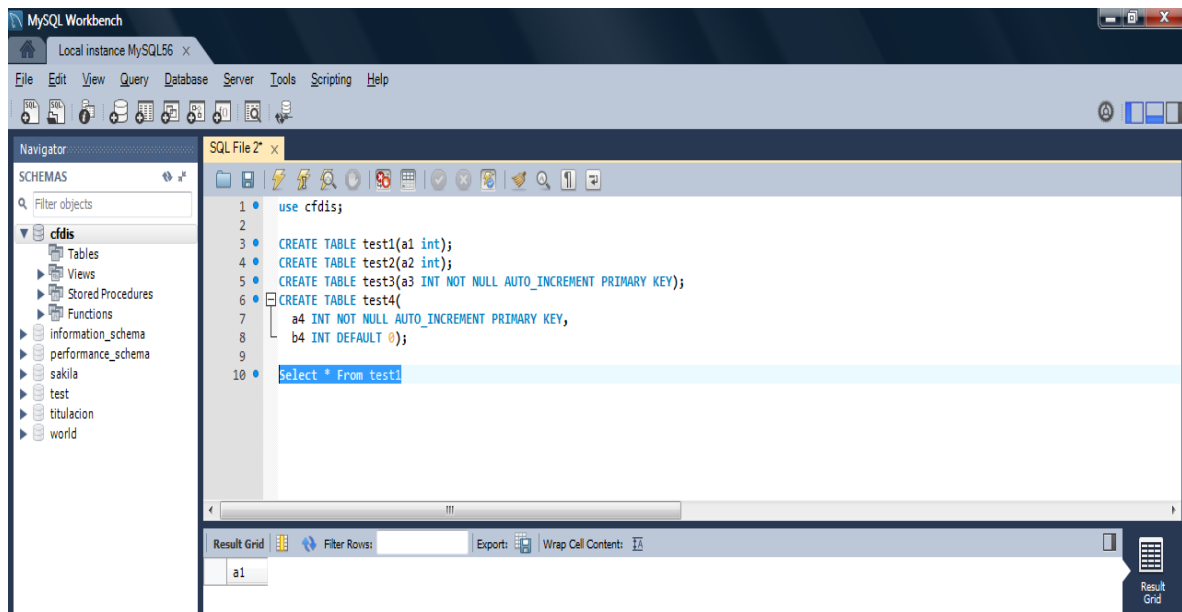 MySQL Workbench
Local instance MySQL56 ×
File Edit View Query Database Server Tools Scripting Help
Navigator
SCHEMAS
Filter objects
cfdis
Tables
Views
Stored Procedures
Functions
information_schema
performance_schema
sakila
test
titulacion
world
SQL File 2* ×
1 use cfdis;
2
3 CREATE TABLE test1(a1 int);
4 CREATE TABLE test2(a2 int);
5 CREATE TABLE test3(a3 INT NOT NULL AUTO_INCREMENT PRIMARY KEY);
6 CREATE TABLE test4(
7 a4 INT NOT NULL AUTO_INCREMENT PRIMARY KEY,
8 b4 INT DEFAULT 0);
9
10 Select * From test1
Result Grid Filter Rows: Export: Wrap Cell Content:
a1
Result
Grid